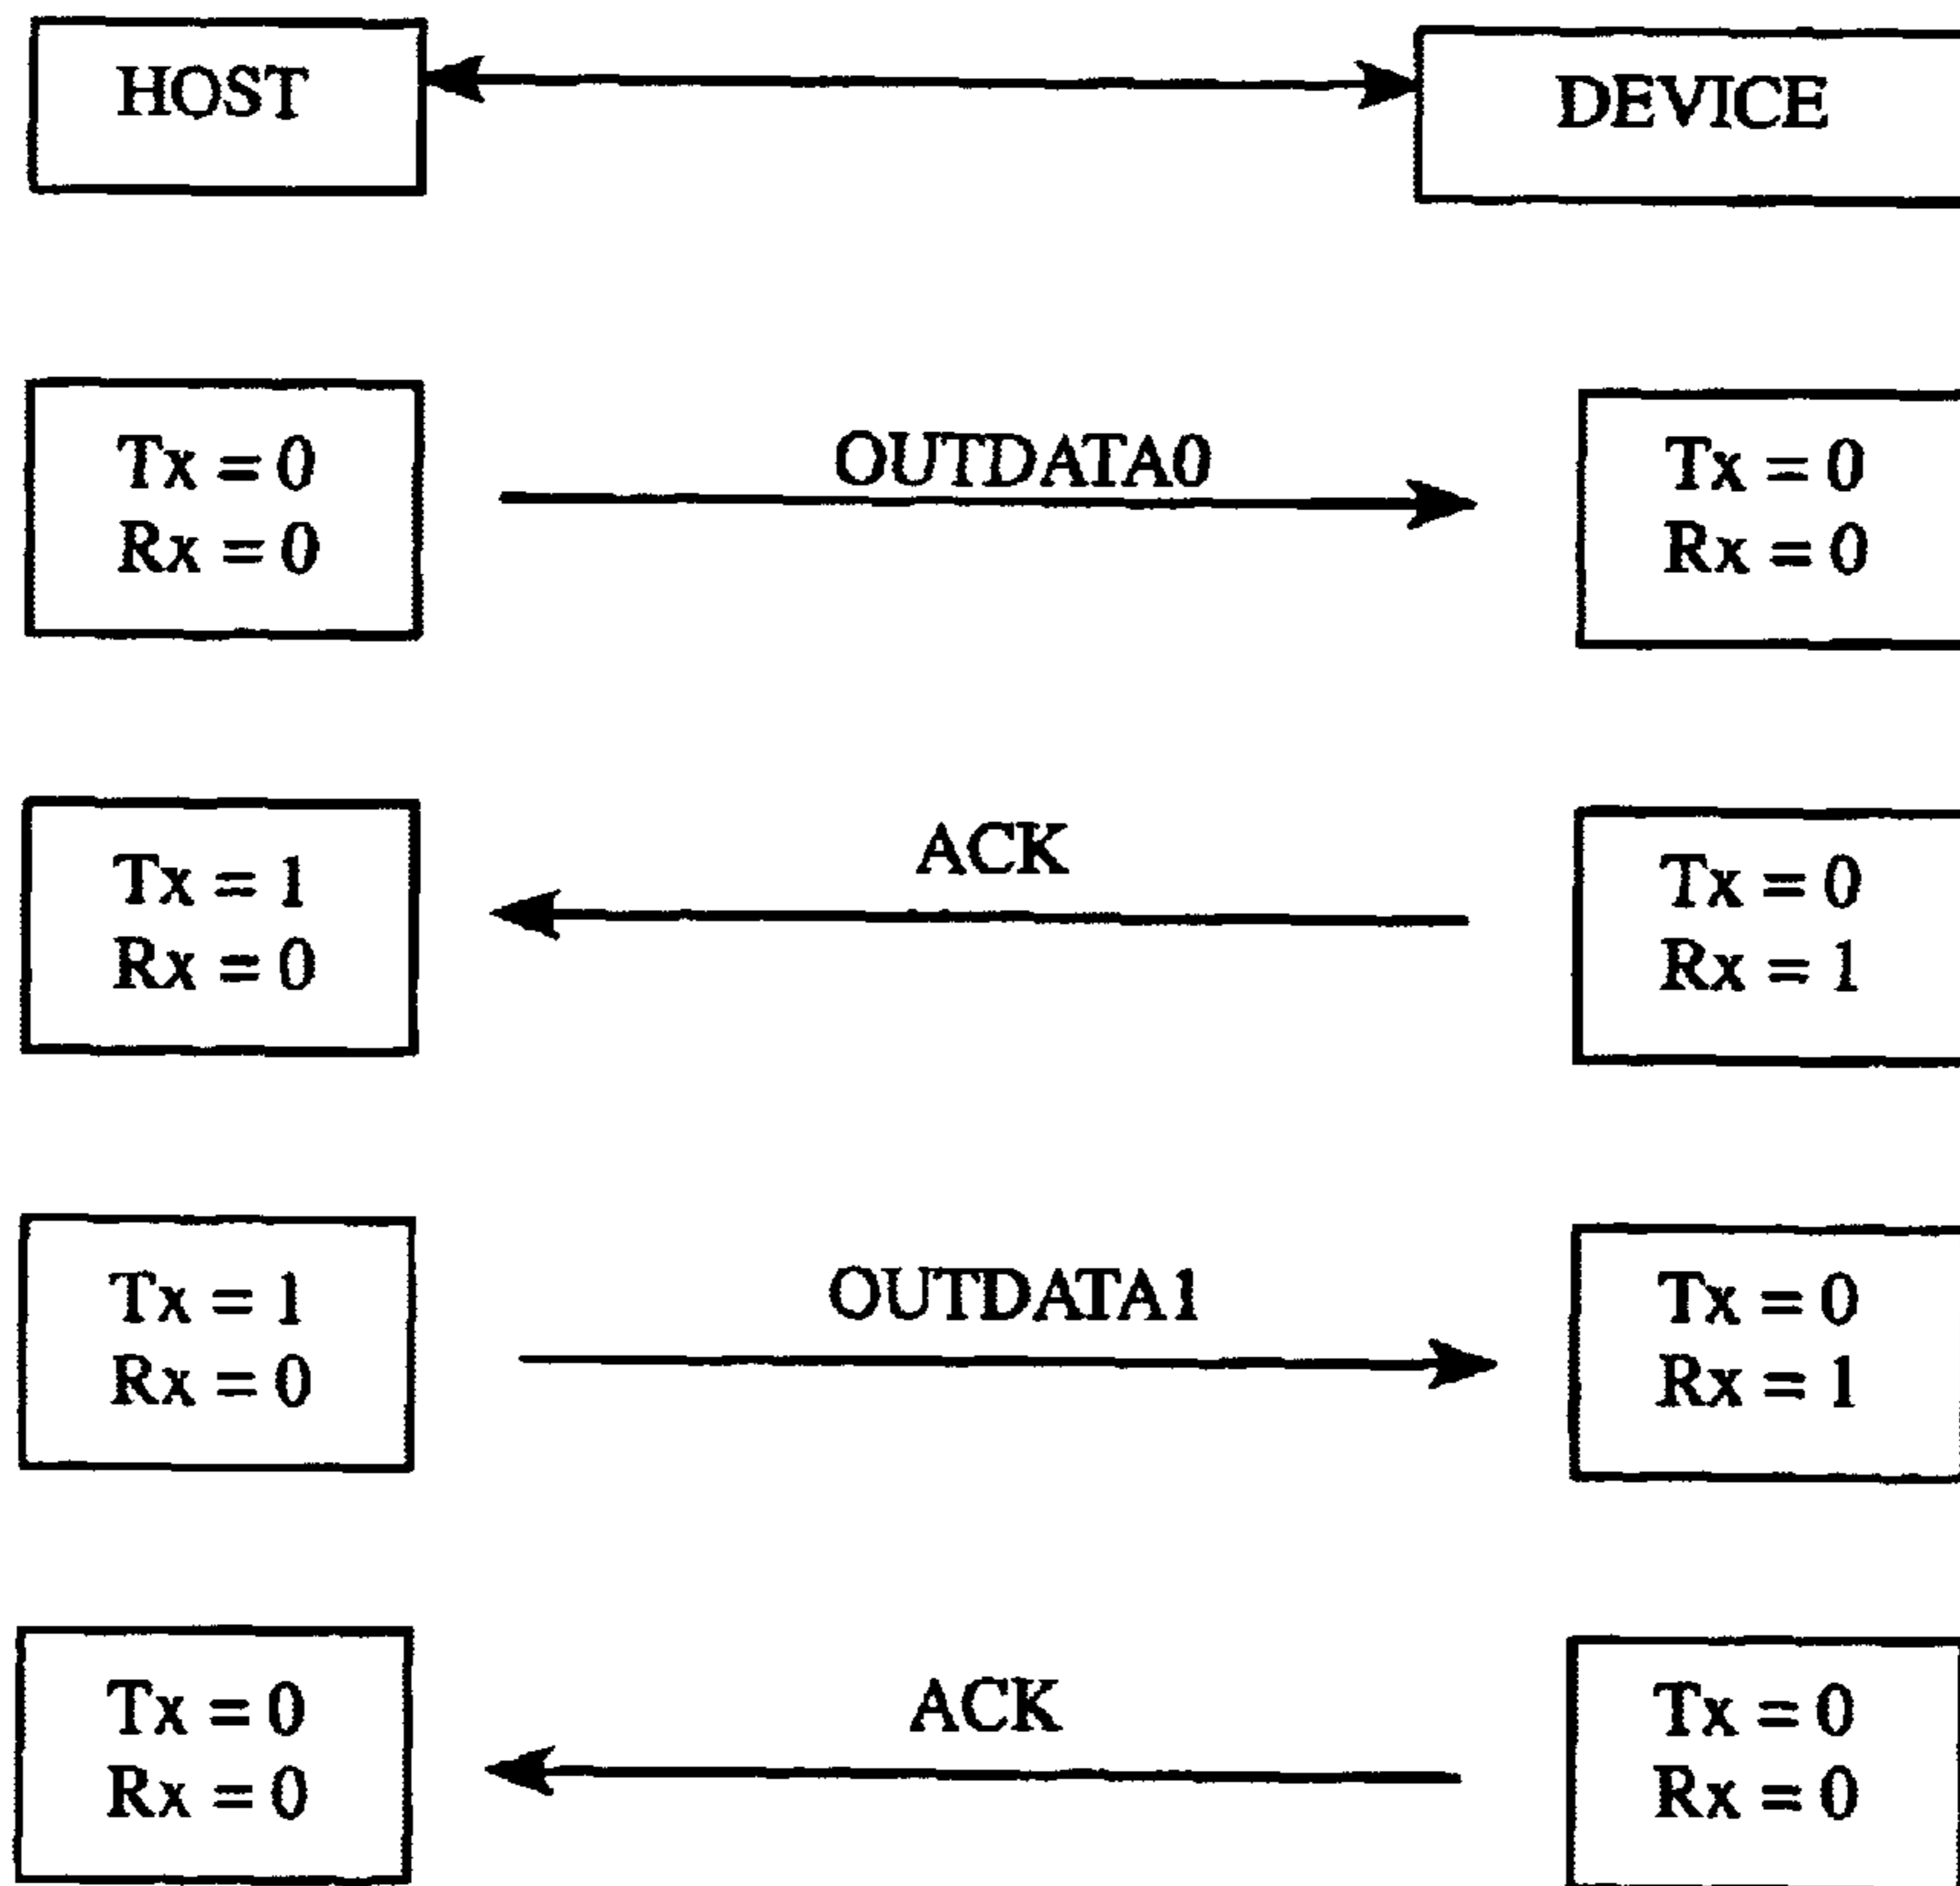 HOST
DEVICE
Tx = 0
Rx = 0
OUTDATA0
Tx = 0
Rx = 0
Tx = 1
Rx = 0
ACK
Tx = 0
Rx = 1
Tx = 1
Rx = 0
OUTDATA1
Tx = 0
Rx = 1
Tx = 0
Rx = 0
ACK
Tx = 0
Rx = 0